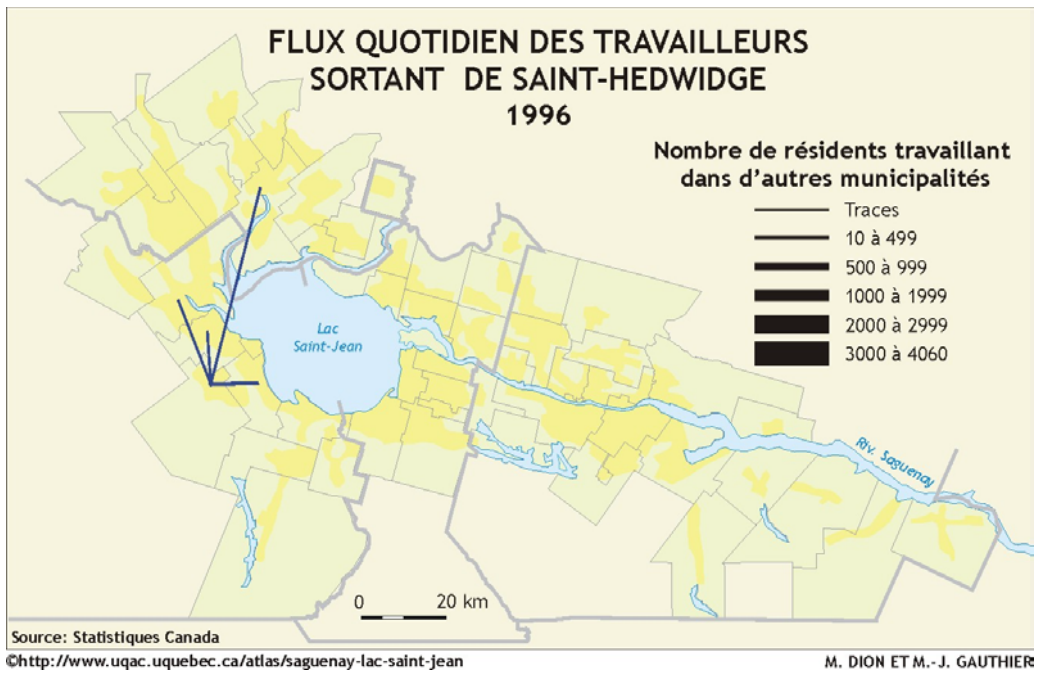 FLUX QUOTIDIEN DES TRAVAILLEURS
SORTANT DE SAINT-HEDWIDGE
1996
Nombre de résidents travaillant
dans d'autres municipalités
Traces
10 à 499
500 à 999
1000 à 1999
2000 à 2999
3000 à 4060
Lac
Saint-Jean
Riv. Saguenay
0 20 km
Source: Statistiques Canada
©http://www.uqac.uquebec.ca/atlas/saguenay-lac-saint-jean
M. DION ET M.-J. GAUTHIER